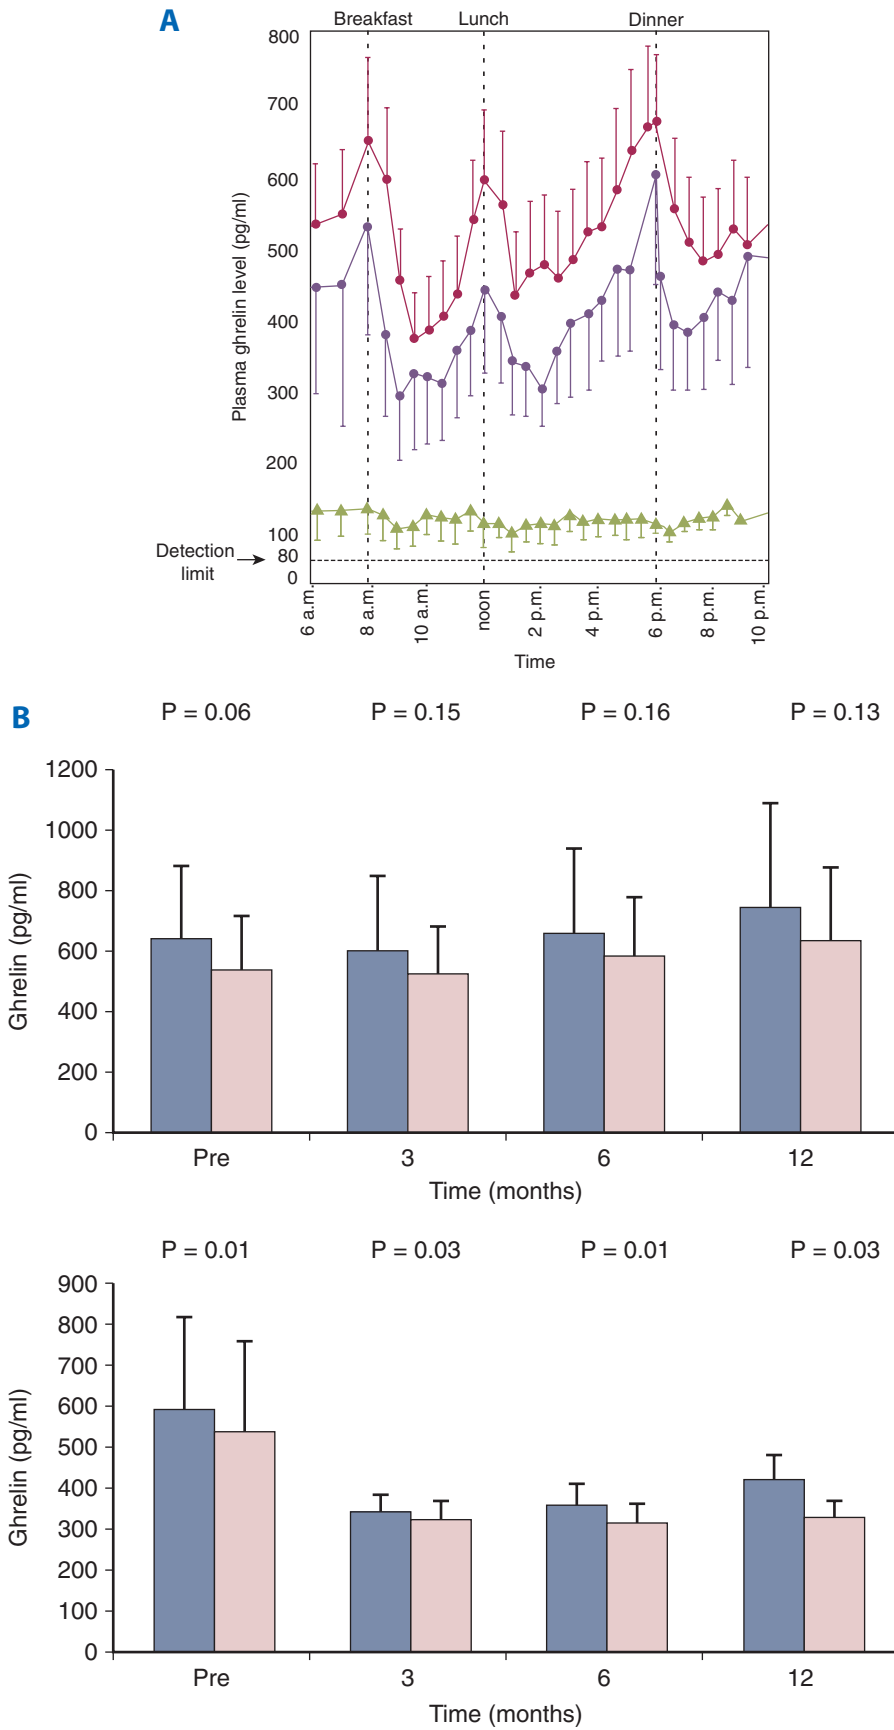 A
Breakfast Lunch Dinner
800
700
600
500
400
300
200
100
80
0
Plasma ghrelin level (pg/ml)
Detection
limit
6 a.m. 8 a.m. 10 a.m. noon 2 p.m. 4 p.m. 6 p.m. 8 p.m. 10 p.m.
Time
B
P = 0.06 P = 0.15 P = 0.16 P = 0.13
1200
1000
800
600
400
200
0
Ghrelin (pg/ml)
Pre 3 6 12
Time (months)
P = 0.01 P = 0.03 P = 0.01 P = 0.03
900
800
700
600
500
400
300
200
100
0
Ghrelin (pg/ml)
Pre 3 6 12
Time (months)